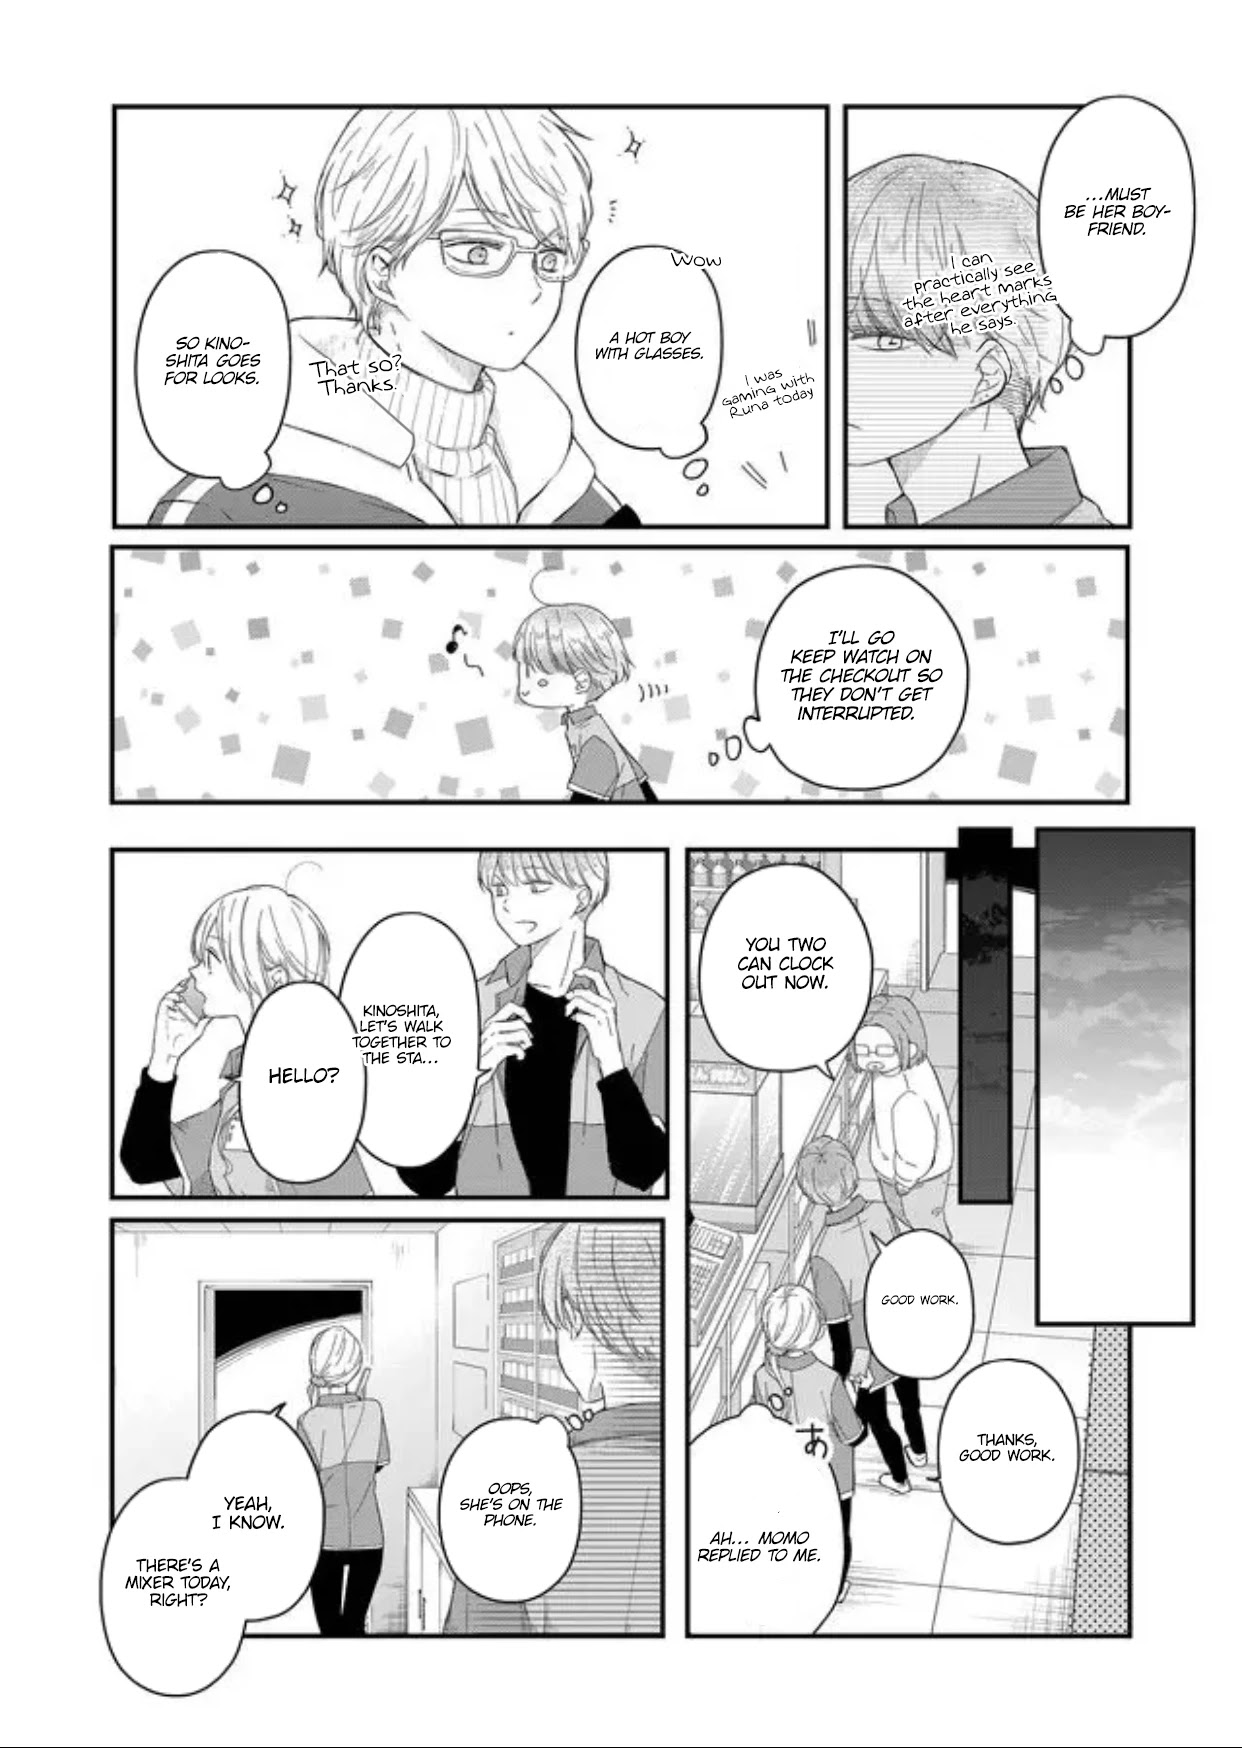 ...MUST
BE HER BOY-
FRIEND.
I can
practically see
the heart marks
after everything
he says.
Wow
A HOT BOY
WITH GLASSES.
I was
gaming with
Runa today
That so?
Thanks.
SO KINO-
SHITA GOES
FOR LOOKS.
I'LL GO
KEEP WATCH ON
THE CHECKOUT SO
THEY DON'T GET
INTERRUPTED.
YOU TWO
CAN CLOCK
OUT NOW.
GOOD WORK.
THANKS,
GOOD WORK.
あ
AH... MOMO
REPLIED TO ME.
KINOSHITA,
LET'S WALK
TOGETHER TO
THE STA...
HELLO?
OOPS,
SHE'S ON THE
PHONE.
YEAH,
I KNOW.
THERE'S A
MIXER TODAY,
RIGHT?